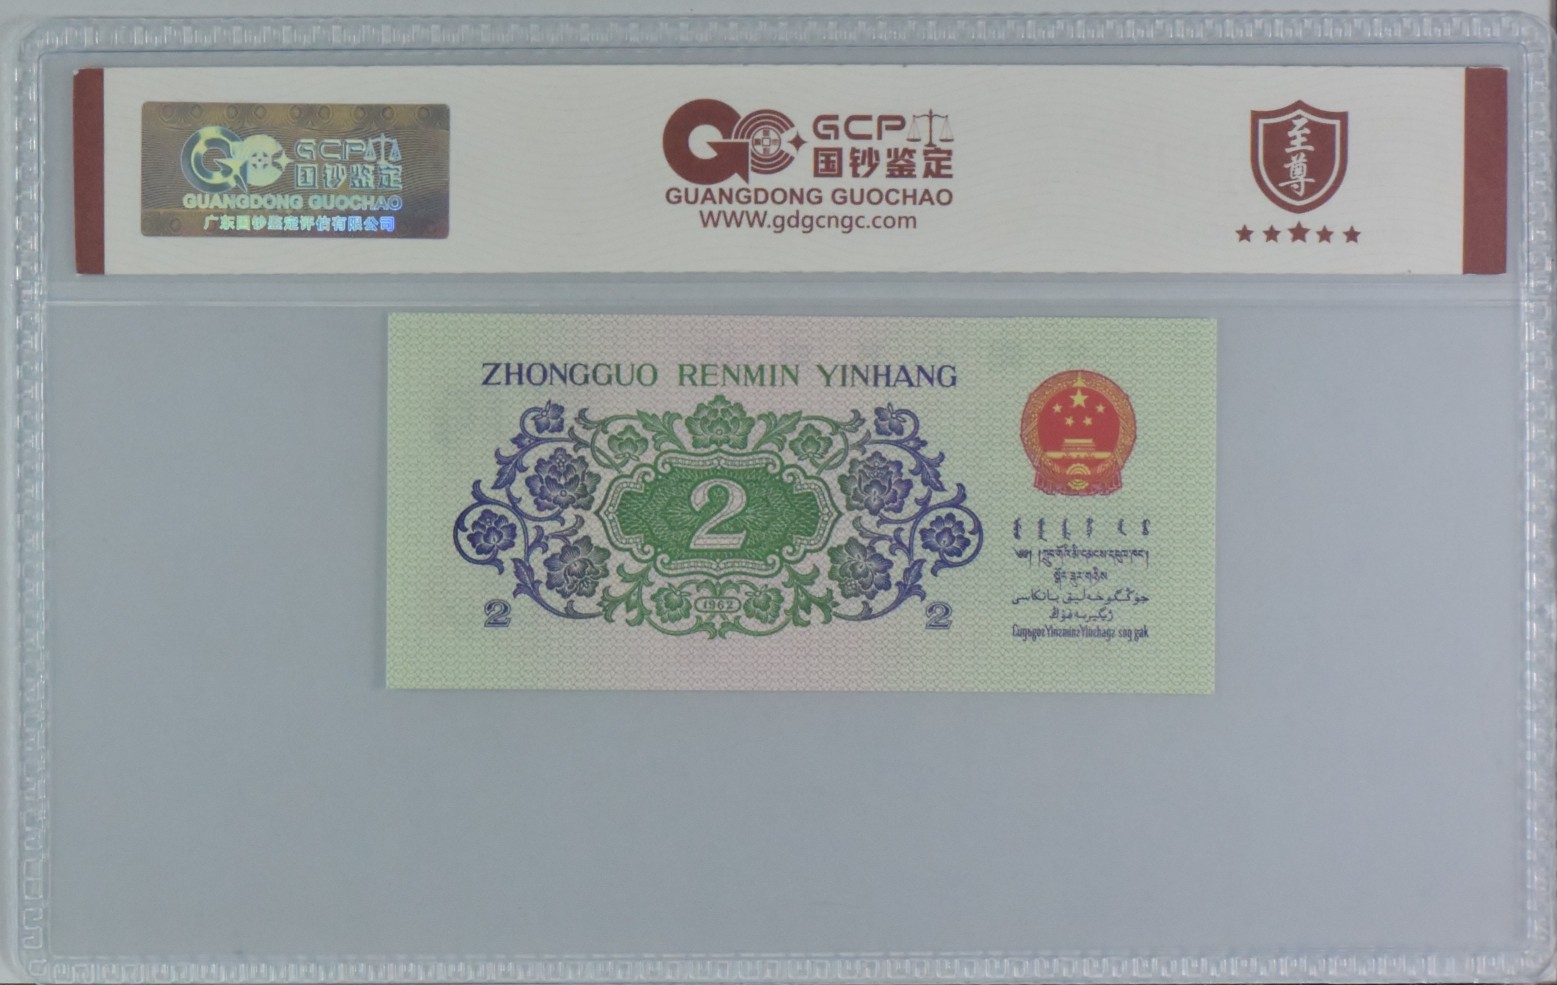 GCP
国钞鉴定
GUANGDONG GUOCHAO
广东国钞鉴定评估有限公司
GCP
国钞鉴定
GUANGDONG GUOCHAO
WWW.gdgcngc.com
至尊
ZHONGGUO RENMIN YINHANG
2
1962
2
2
جۇڭگوخەلىق بانكاسى